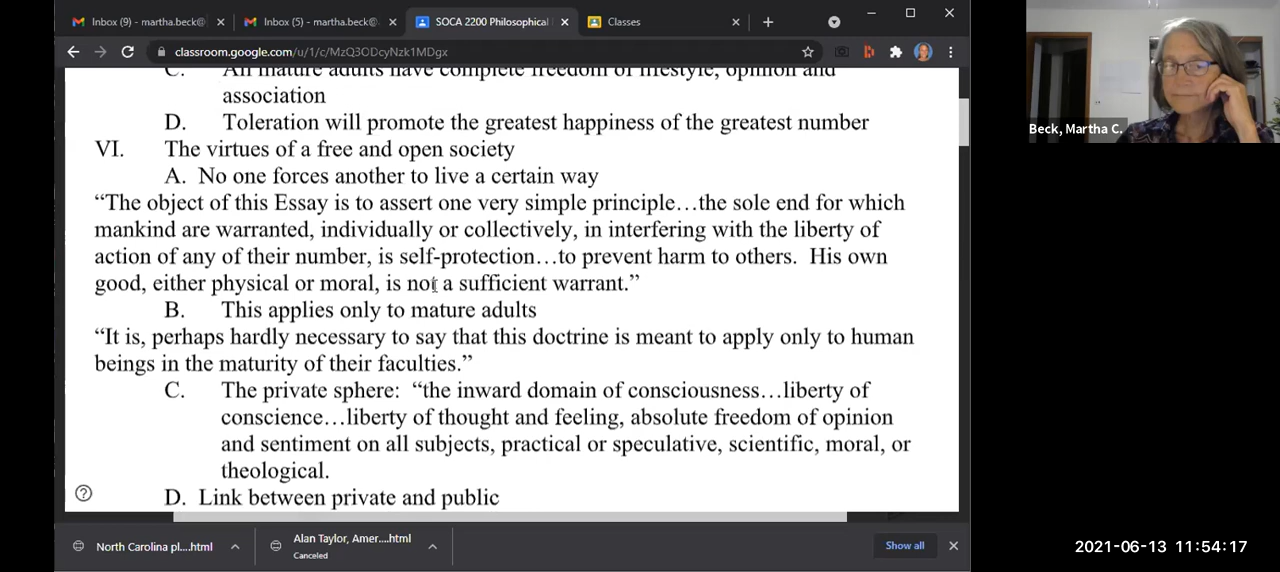 Inbox (9) - martha.beck@
Inbox (5) - martha.beck@
SOCA 2200 Philosophical
Classes
classroom.google.com/u/1/c/MzQ3ODcyNzk1MDgx
C. All mature adults have complete freedom of lifestyle, opinion and
association
D. Toleration will promote the greatest happiness of the greatest number
VI. The virtues of a free and open society
A. No one forces another to live a certain way
“The object of this Essay is to assert one very simple principle…the sole end for which
mankind are warranted, individually or collectively, in interfering with the liberty of
action of any of their number, is self-protection…to prevent harm to others. His own
good, either physical or moral, is not a sufficient warrant.”
B. This applies only to mature adults
“It is, perhaps hardly necessary to say that this doctrine is meant to apply only to human
beings in the maturity of their faculties.”
C. The private sphere: “the inward domain of consciousness…liberty of
conscience…liberty of thought and feeling, absolute freedom of opinion
and sentiment on all subjects, practical or speculative, scientific, moral, or
theological.
D. Link between private and public
North Carolina pl....html
Alan Taylor, Amer....html
Canceled
Show all
Beck, Martha C.
2021-06-13 11:54:17